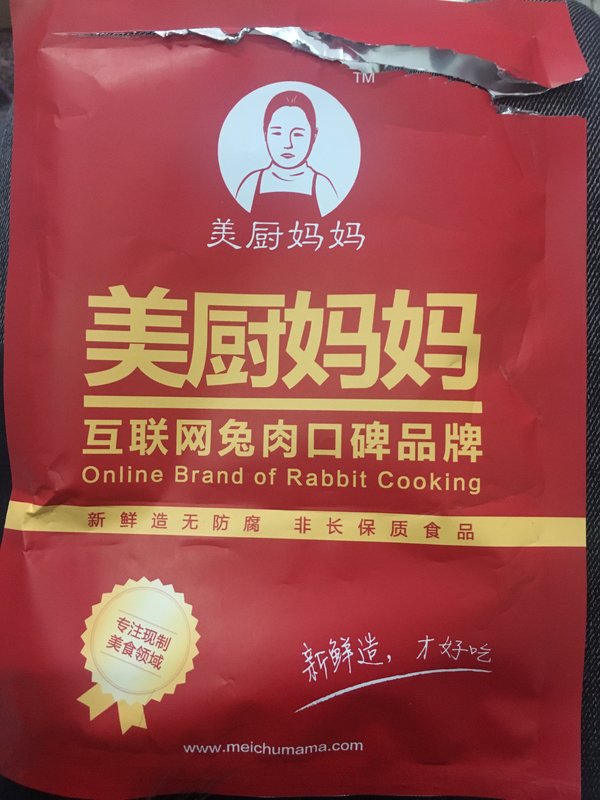 TM
美厨妈妈
美厨妈妈
互联网兔肉口碑品牌
Online Brand of Rabbit Cooking
新鲜造无防腐 非长保质食品
专注现制
美食领域
新鲜造，才好吃
www.meichumama.com